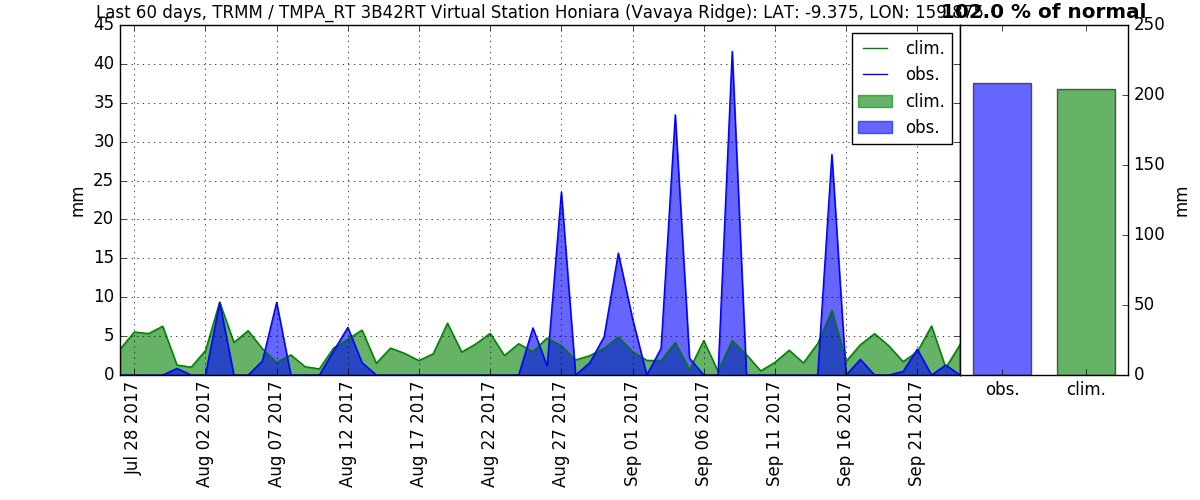 Last 60 days, TRMM / TMPA_RT 3B42RT Virtual Station Honiara (Vavaya Ridge): LAT: -9.375, LON:
102.0 % of normal
45
40
35
30
25
20
15
10
5
0
mm
clim.
obs.
clim.
obs.
250
200
150
100
50
0
mm
Jul 28 2017
Aug 02 2017
Aug 07 2017
Aug 12 2017
Aug 17 2017
Aug 22 2017
Aug 27 2017
Sep 01 2017
Sep 06 2017
Sep 11 2017
Sep 16 2017
Sep 21 2017
obs.
clim.